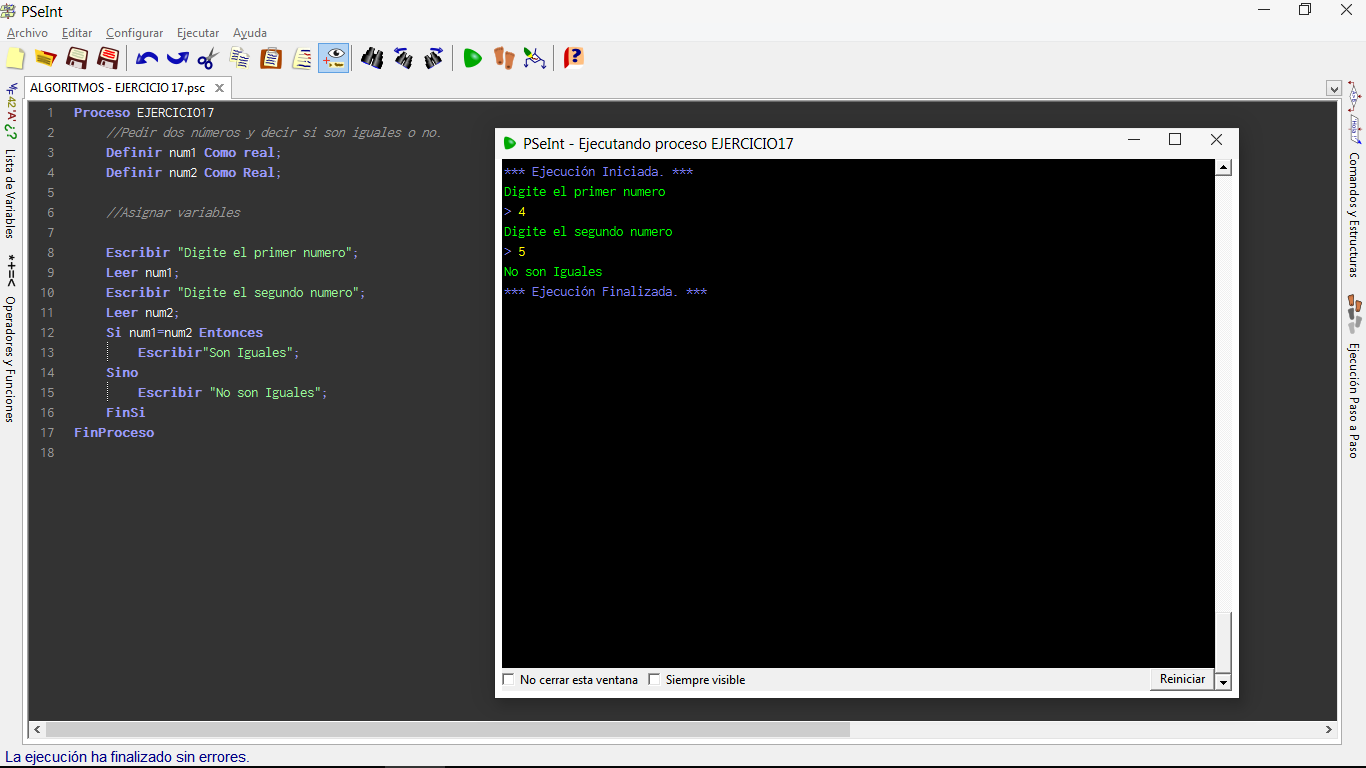 PSeInt
Archivo Editar Configurar Ejecutar Ayuda
ALGORITMOS - EJERCICIO 17.psc
1 Proceso EJERCICIO17
2 //Pedir dos números y decir si son iguales o no.
3 Definir num1 Como real;
4 Definir num2 Como Real;
5
6 //Asignar variables
7
8 Escribir "Digite el primer numero";
9 Leer num1;
10 Escribir "Digite el segundo numero";
11 Leer num2;
12 Si num1=num2 Entonces
13 Escribir"Son Iguales";
14 Sino
15 Escribir "No son Iguales";
16 FinSi
17 FinProceso
18
PSeInt - Ejecutando proceso EJERCICIO17
*** Ejecución Iniciada. ***
Digite el primer numero
> 4
Digite el segundo numero
> 5
No son Iguales
*** Ejecución Finalizada. ***
No cerrar esta ventana
Siempre visible
Reiniciar
42 'A' ¿?
Lista de Variables
*+=<
Operadores y Funciones
Comandos y Estructuras
Ejecución Paso a Paso
La ejecución ha finalizado sin errores.